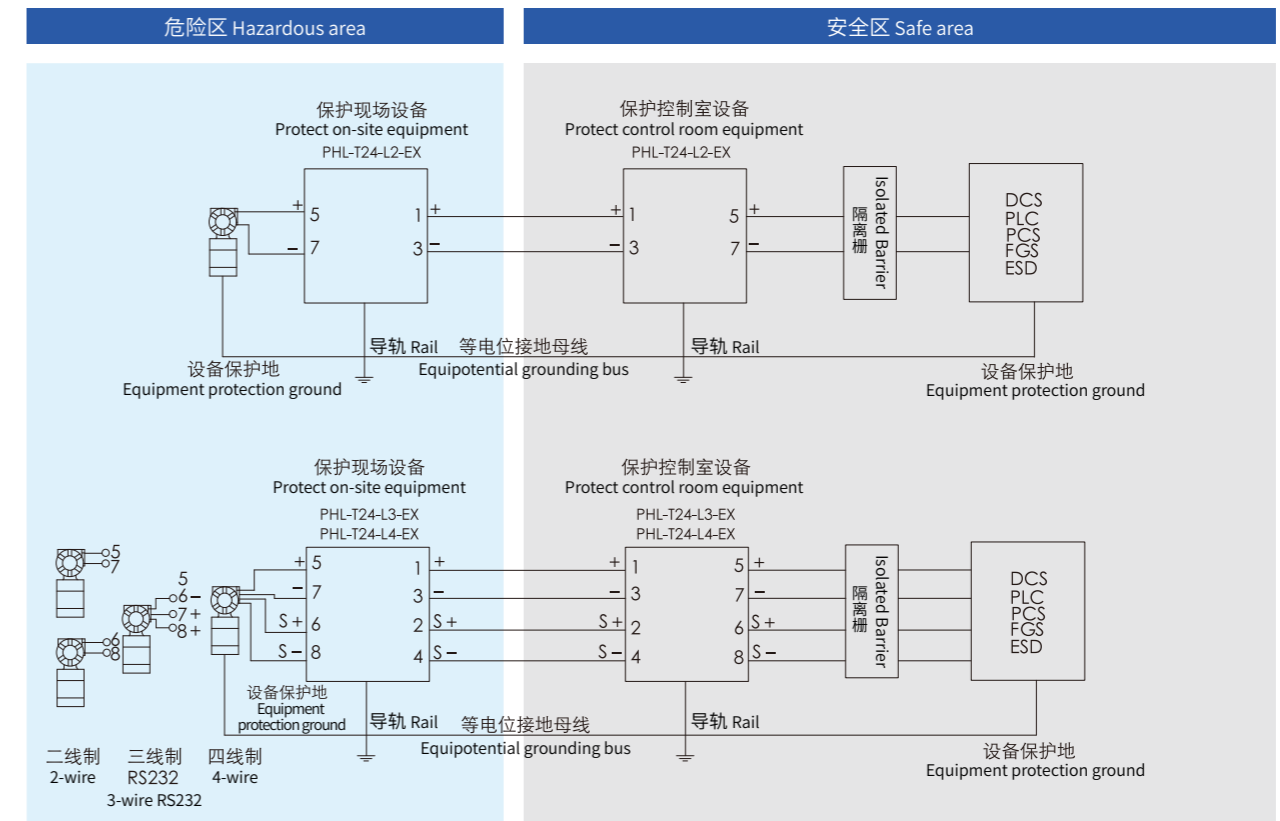 危险区 Hazardous area
安全区 Safe area
保护现场设备
Protect on-site equipment
PHL-T24-L2-EX
保护控制室设备
Protect control room equipment
PHL-T24-L2-EX
+ 5 1 +
− 7 3 −
+ 1 5 +
− 3 7 −
隔离栅
Isolated Barrier
DCS
PLC
PCS
FGS
ESD
导轨 Rail
等电位接地母线
Equipotential grounding bus
导轨 Rail
设备保护地
Equipment protection ground
设备保护地
Equipment protection ground
保护现场设备
Protect on-site equipment
PHL-T24-L3-EX
PHL-T24-L4-EX
保护控制室设备
Protect control room equipment
PHL-T24-L3-EX
PHL-T24-L4-EX
5
7
6
8
5
6 −
7 +
8 +
+ 5 1 +
− 7 3 −
S + 6 2 S +
S − 8 4 S −
+ 1 5 +
− 3 7 −
S + 2 6 S +
S − 4 8 S −
隔离栅
Isolated Barrier
DCS
PLC
PCS
FGS
ESD
设备保护地
Equipment
protection ground
导轨 Rail
等电位接地母线
Equipotential grounding bus
导轨 Rail
设备保护地
Equipment protection ground
二线制
2-wire
三线制
RS232
3-wire RS232
四线制
4-wire